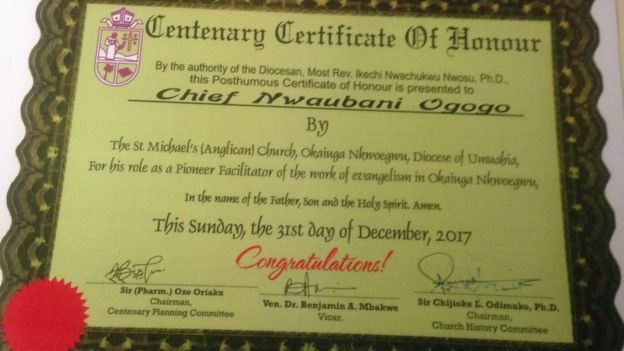 Centenary Certificate Of Honour
By the authority of the Diocesan, Most Rev. Ikechi Nwachukwu Nwosu, Ph.D.,
this Posthumous Certificate of Honour is presented to
Chief Nwaubani Ogogo
By
The St Michael's (Anglican) Church, Okaiuga Nkwoegwu, Diocese of Umuahia,
For his role as a Pioneer Facilitator of the work of evangelism in Okaiuga Nkwoegwu,
In the name of the Father, Son and the Holy Spirit. Amen.
This Sunday, the 31st day of December, 2017
Congratulations!
Sir (Pharm.) Ozo Oriaku
Chairman,
Centenary Planning Committee
Ven. Dr. Benjamin A. Mbakwe
Vicar.
Sir Chijioke L. Odimuko, Ph.D.
Chairman,
Church History Committee